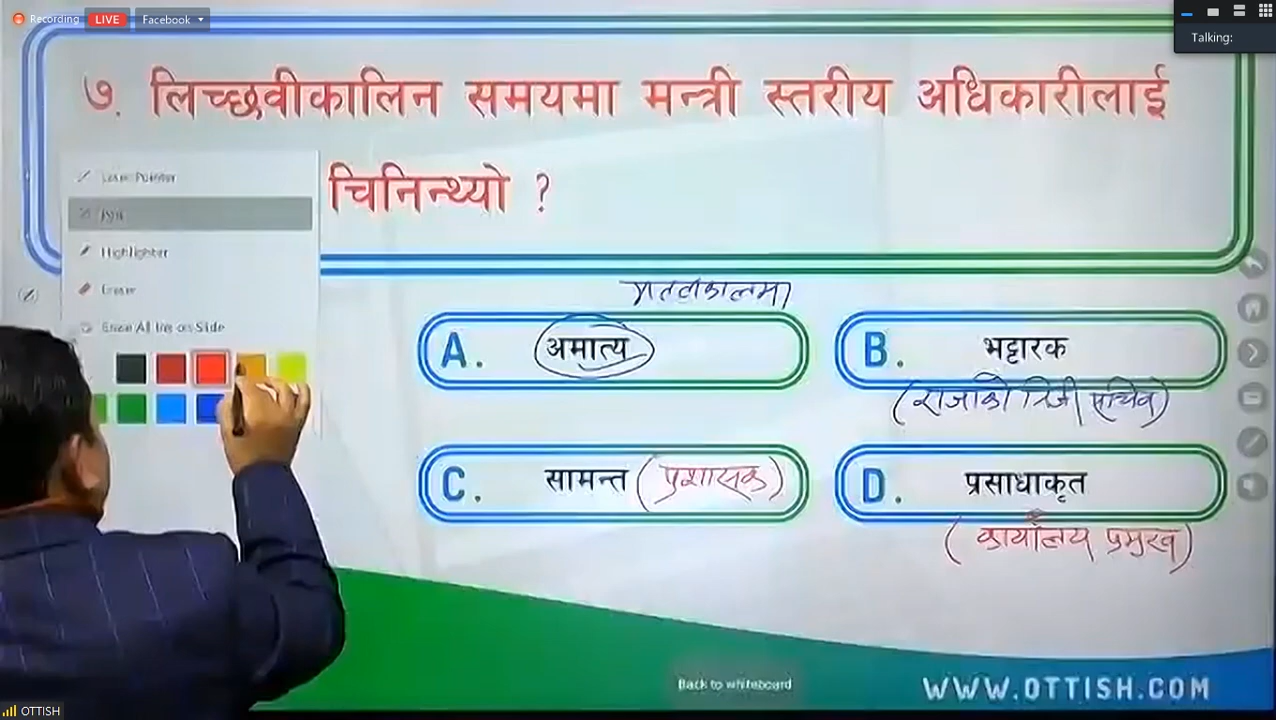 Recording LIVE Facebook
Talking:
७. लिच्छवीकालिन समयमा मन्त्री स्तरीय अधिकारीलाई
चिनिन्थ्यो ?
Laser Pointer
Pen
Highlighter
Eraser
Erase All Ink on Slide
A. अमात्य
B. भट्टारक
(राजाको निजी सचिव)
C. सामन्त (प्रशासक)
D. प्रसाधाकृत
(कार्यालय प्रमुख)
Back to whiteboard
WWW.OTTISH.COM
OTTISH